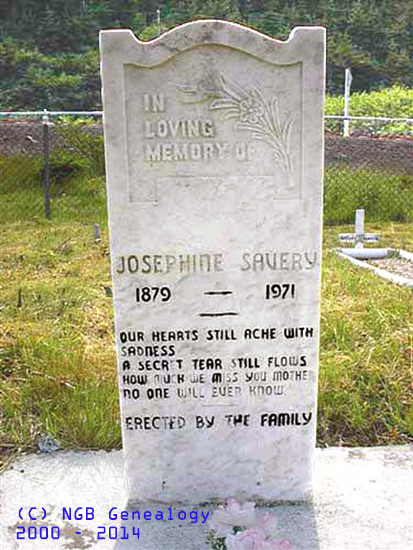 IN
LOVING
MEMORY OF
JOSEPHINE SAVERY
1879 — 1971
OUR HEARTS STILL ACHE WITH
SADNESS
A SECRET TEAR STILL FLOWS
HOW MUCH WE MISS YOU MOTHER
NO ONE WILL EVER KNOW.
ERECTED BY THE FAMILY
(C) NGB Genealogy
2000 - 2014